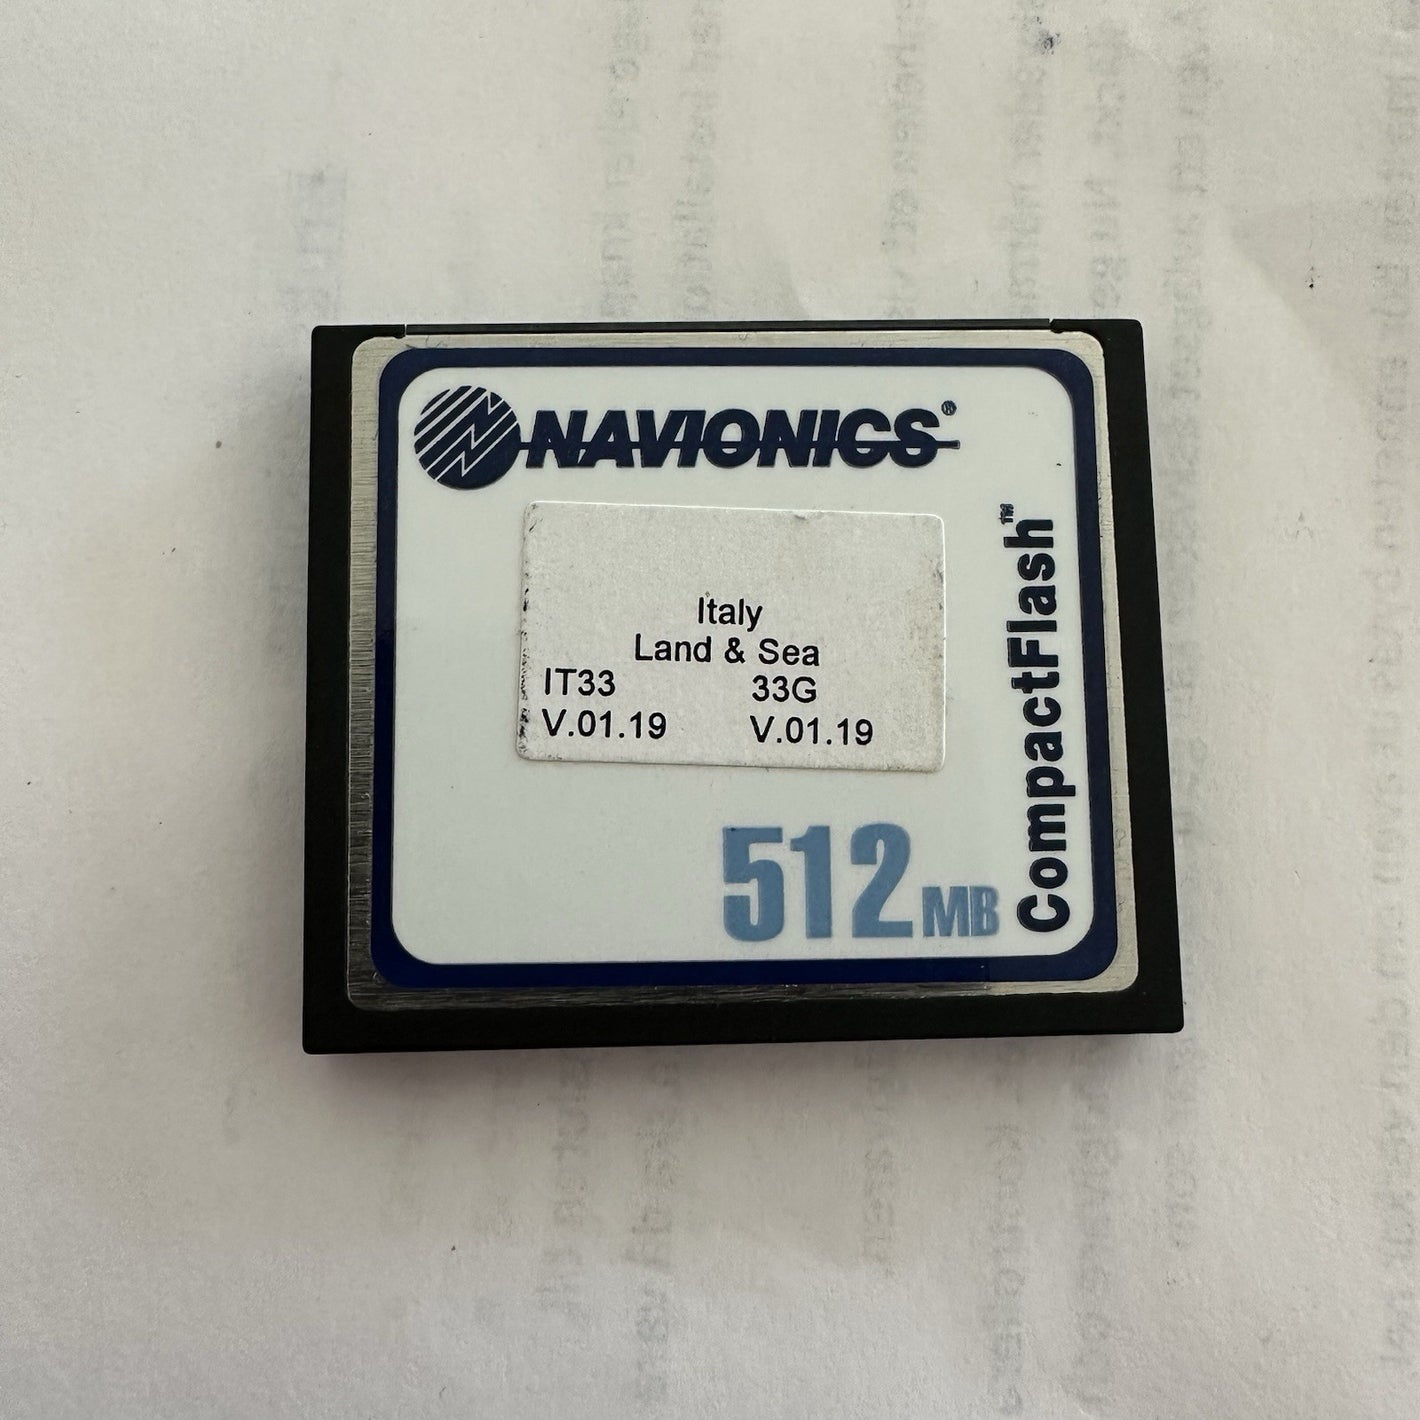 NAVIONICS®
Italy
Land & Sea
IT33 33G
V.01.19 V.01.19
512MB
CompactFlash™